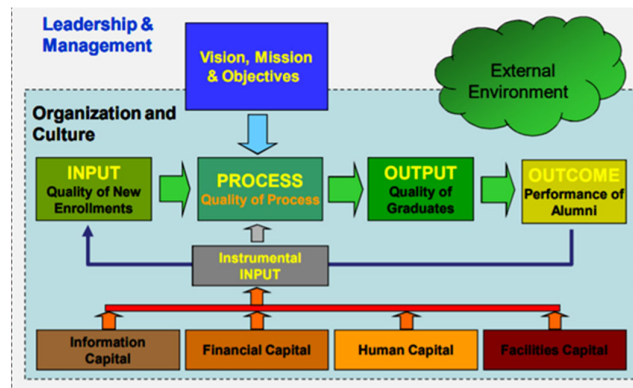 Leadership &
Management
Vision, Mission
& Objectives
External
Environment
Organization and
Culture
INPUT
Quality of New
Enrollments
PROCESS
Quality of Process
OUTPUT
Quality of
Graduates
OUTCOME
Performance of
Alumni
Instrumental
INPUT
Information
Capital
Financial Capital
Human Capital
Facilities Capital